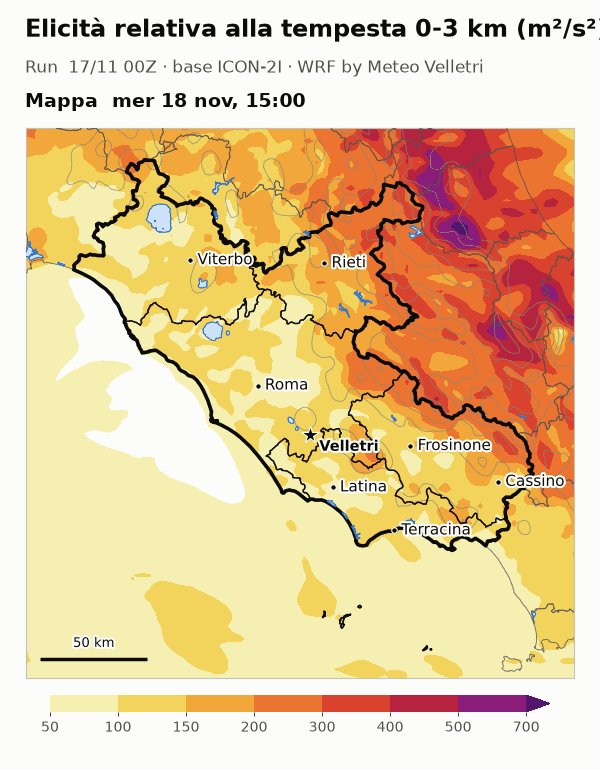 Elicità relativa alla tempesta 0-3 km (m²/s²)
Run  17/11 00Z · base ICON-2I · WRF by Meteo Velletri
Mappa  mer 18 nov, 15:00
Viterbo
Rieti
Roma
Velletri
Frosinone
Latina
Cassino
Terracina
50 km
50 100 150 200 300 400 500 700